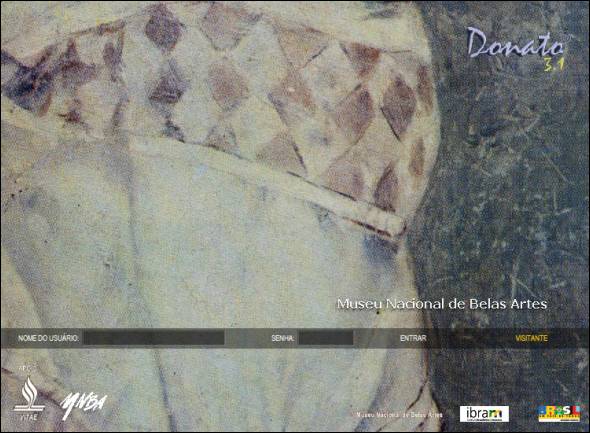 Donato
3.1
Museu Nacional de Belas Artes
NOME DO USUÁRIO:
SENHA:
ENTRAR
VISITANTE
APOIO
VITAE
MNBA
Museu Nacional de Belas Artes
ibram
BRASIL